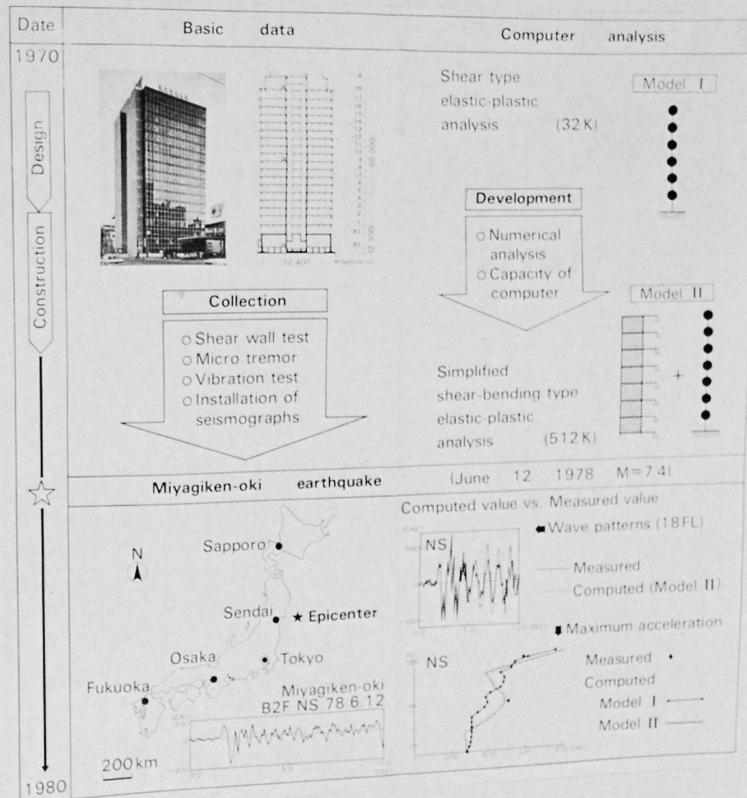 Date
Basic data
Computer analysis
1970
Design
Construction
Shear type
elastic-plastic
analysis (32K)
Model I
Development
○ Numerical
analysis
○ Capacity of
computer
Collection
○ Shear wall test
○ Micro tremor
○ Vibration test
○ Installation of
seismographs
Model II
+
Simplified
shear-bending type
elastic-plastic
analysis (512K)
Miyagiken-oki earthquake (June 12 1978 M=7.4)
N
Sapporo
Sendai
Epicenter
Osaka
Tokyo
Fukuoka
Miyagiken-oki
B2F NS 78.6.12
200km
Computed value vs. Measured value
Wave patterns (18FL)
NS
Measured
Computed (Model II)
Maximum acceleration
NS
Measured
Computed
Model I
Model II
1980